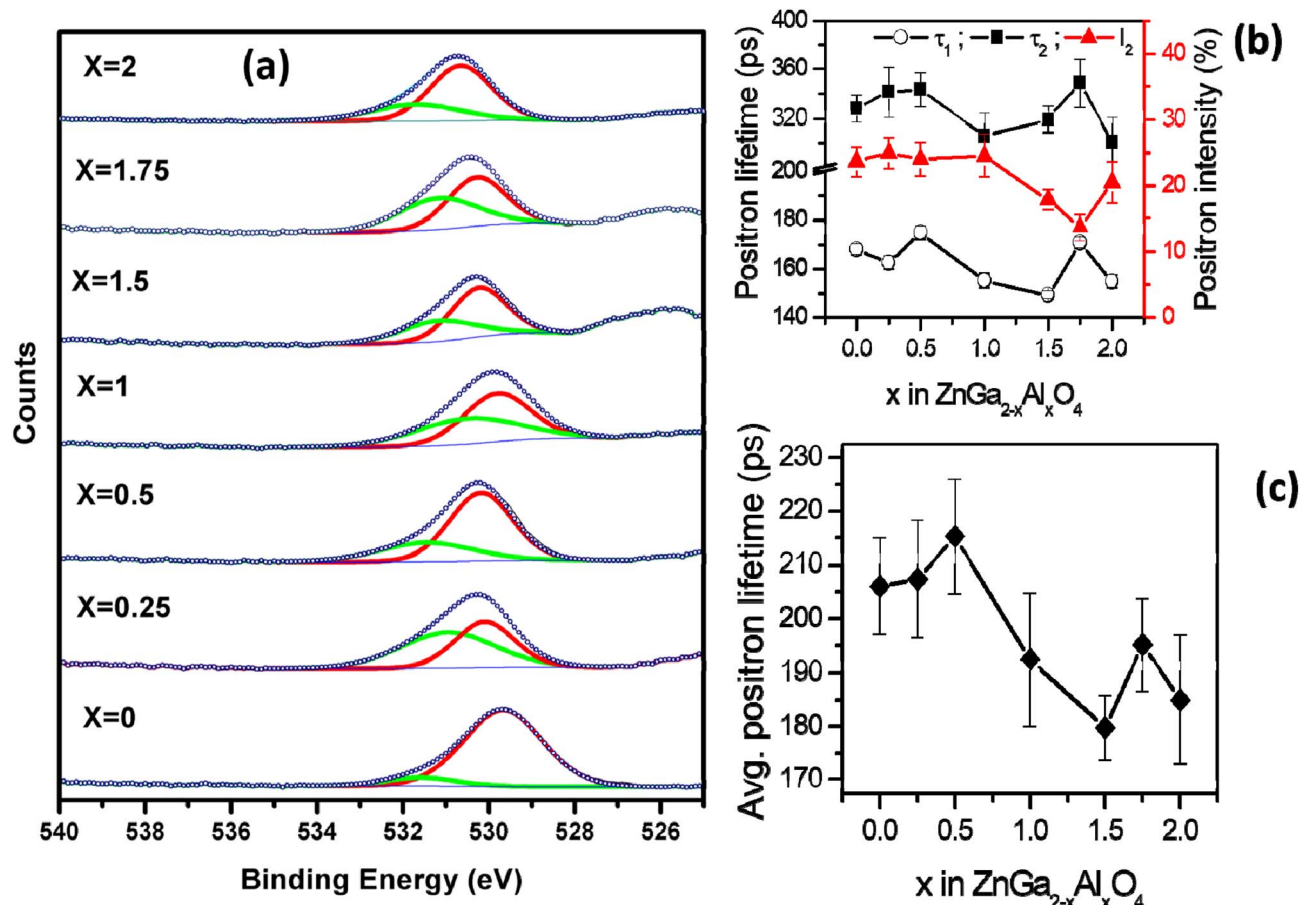 (a)
X=2
X=1.75
X=1.5
X=1
X=0.5
X=0.25
X=0
Counts
540 538 536 534 532 530 528 526
Binding Energy (eV)
(b)
τ₁ ; τ₂ ; I₂
Positron lifetime (ps)
400
360
320
200
180
160
140
Positron intensity (%)
40
30
20
10
0
0.0 0.5 1.0 1.5 2.0
x in ZnGa₂₋ₓAlₓO₄
(c)
Avg. positron lifetime (ps)
230
220
210
200
190
180
170
0.0 0.5 1.0 1.5 2.0
x in ZnGa₂₋ₓAlₓO₄